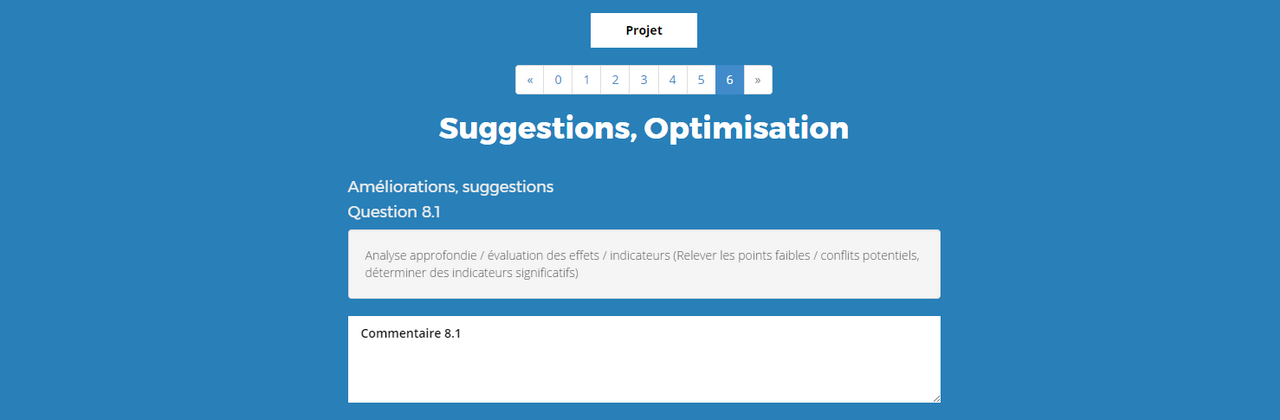 Projet
« 0 1 2 3 4 5 6 »
Suggestions, Optimisation
Améliorations, suggestions
Question 8.1
Analyse approfondie / évaluation des effets / indicateurs (Relever les points faibles / conflits potentiels,
déterminer des indicateurs significatifs)
Commentaire 8.1